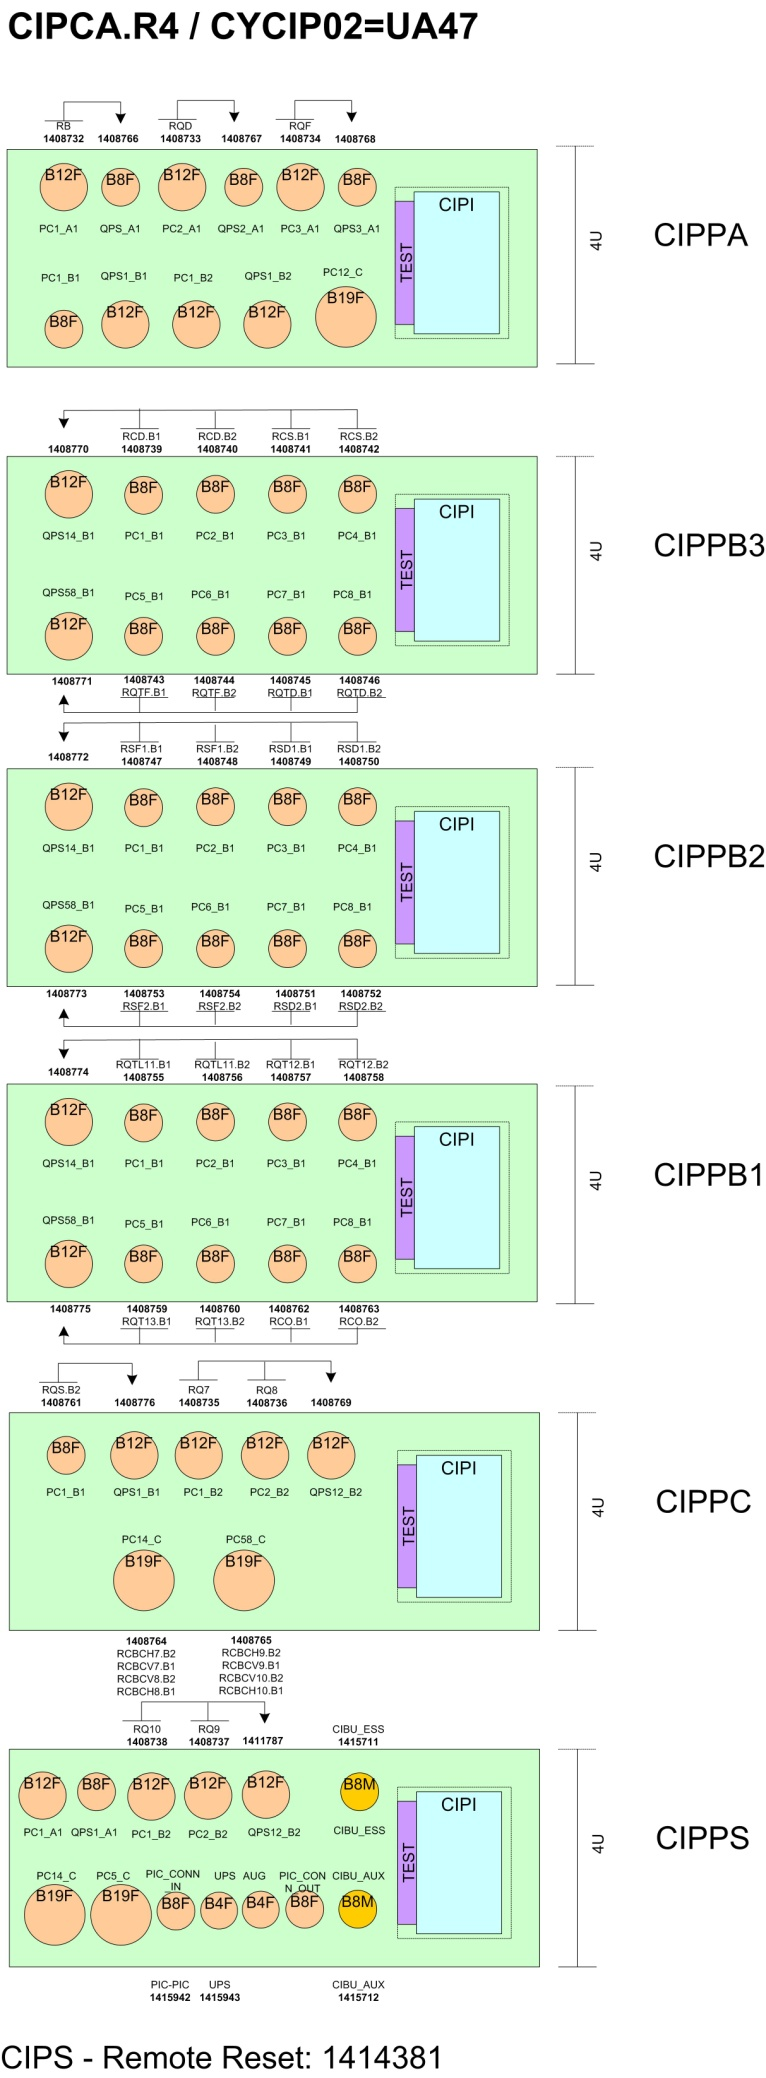 CIPCA.R4 / CYCIP02=UA47
RB RQD RQF
1408732 1408766 1408733 1408767 1408734 1408768
B12F B8F B12F B8F B12F B8F
PC1_A1 QPS_A1 PC2_A1 QPS2_A1 PC3_A1 QPS3_A1
PC1_B1 QPS1_B1 PC1_B2 QPS1_B2 PC12_C
B8F B12F B12F B12F B19F
TEST CIPI
4U
CIPPA
RCD.B1 RCD.B2 RCS.B1 RCS.B2
1408770 1408739 1408740 1408741 1408742
B12F B8F B8F B8F B8F
QPS14_B1 PC1_B1 PC2_B1 PC3_B1 PC4_B1
QPS58_B1 PC5_B1 PC6_B1 PC7_B1 PC8_B1
B12F B8F B8F B8F B8F
TEST CIPI
4U
CIPPB3
1408771 1408743 1408744 1408745 1408746
RQTF.B1 RQTF.B2 RQTD.B1 RQTD.B2
RSF1.B1 RSF1.B2 RSD1.B1 RSD1.B2
1408772 1408747 1408748 1408749 1408750
B12F B8F B8F B8F B8F
QPS14_B1 PC1_B1 PC2_B1 PC3_B1 PC4_B1
QPS58_B1 PC5_B1 PC6_B1 PC7_B1 PC8_B1
B12F B8F B8F B8F B8F
TEST CIPI
4U
CIPPB2
1408773 1408753 1408754 1408751 1408752
RSF2.B1 RSF2.B2 RSD2.B1 RSD2.B2
RQTL11.B1 RQTL11.B2 RQT12.B1 RQT12.B2
1408774 1408755 1408756 1408757 1408758
B12F B8F B8F B8F B8F
QPS14_B1 PC1_B1 PC2_B1 PC3_B1 PC4_B1
QPS58_B1 PC5_B1 PC6_B1 PC7_B1 PC8_B1
B12F B8F B8F B8F B8F
TEST CIPI
4U
CIPPB1
1408775 1408759 1408760 1408762 1408763
RQT13.B1 RQT13.B2 RCO.B1 RCO.B2
RQS.B2 RQ7 RQ8
1408761 1408776 1408735 1408736 1408769
B8F B12F B12F B12F B12F
PC1_B1 QPS1_B1 PC1_B2 PC2_B2 QPS12_B2
PC14_C PC58_C
B19F B19F
TEST CIPI
4U
CIPPC
1408764 1408765
RCBCH7.B2 RCBCH9.B2
RCBCV7.B1 RCBCV9.B1
RCBCV8.B2 RCBCV10.B2
RCBCH8.B1 RCBCH10.B1
RQ10 RQ9 CIBU_ESS
1408738 1408737 1411787 1415711
B12F B8F B12F B12F B12F B8M
PC1_A1 QPS1_A1 PC1_B2 PC2_B2 QPS12_B2 CIBU_ESS
PC14_C PC5_C PIC_CONN_IN UPS AUG PIC_CONN_OUT CIBU_AUX
B19F B19F B8F B4F B4F B8F B8M
TEST CIPI
4U
CIPPS
PIC-PIC UPS CIBU_AUX
1415942 1415943 1415712
CIPS - Remote Reset: 1414381